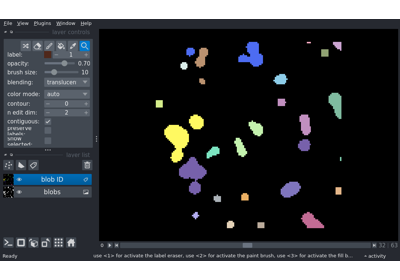 File View Plugins Window Help
layer controls
label: 1
opacity: 0.70
brush size: 10
blending: translucen
color mode: auto
contour: 0
n edit dim: 2
contiguous:
preserve
labels:
show
selected:
layer list
blob ID
blobs
32 63
Ready
use <1> for activate the label eraser, use <2> for activate the paint brush, use <3> for activate the fill b...
activity